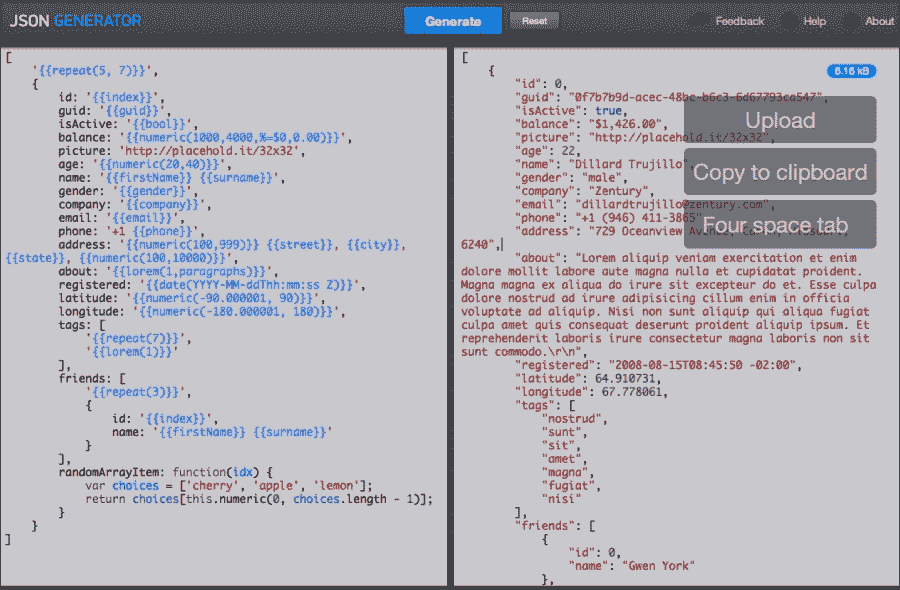 JSON GENERATOR
Generate
Reset
Feedback
Help
About
[
'{{repeat(5, 7)}}',
{
id: '{{index}}',
guid: '{{guid}}',
isActive: '{{bool}}',
balance: '{{numeric(1000,4000,%=$0,0.00)}}',
picture: 'http://placehold.it/32x32',
age: '{{numeric(20,40)}}',
name: '{{firstName}} {{surname}}',
gender: '{{gender}}',
company: '{{company}}',
email: '{{email}}',
phone: '+1 {{phone}}',
address: '{{numeric(100,999)}} {{street}}, {{city}},
{{state}}, {{numeric(100,10000)}}',
about: '{{lorem(1,paragraphs)}}',
registered: '{{date(YYYY-MM-ddThh:mm:ss Z)}}',
latitude: '{{numeric(-90.000001, 90)}}',
longitude: '{{numeric(-180.000001, 180)}}',
tags: [
'{{repeat(7)}}',
'{{lorem(1)}}'
],
friends: [
'{{repeat(3)}}',
{
id: '{{index}}',
name: '{{firstName}} {{surname}}'
}
],
randomArrayItem: function(idx) {
var choices = ['cherry', 'apple', 'lemon'];
return choices[this.numeric(0, choices.length - 1)];
}
}
]
[
{
6.16 kB
"id": 0,
"guid": "0f7b7b9d-acec-48bc-b6c3-6d67793ca547",
"isActive": true,
Upload
"balance": "$1,426.00",
"picture": "http://placehold.it/32x32",
"age": 22,
"name": "Dillard Trujillo",
Copy to clipboard
"gender": "male",
"company": "Zentury",
"email": "dillardtrujillo@zentury.com",
"phone": "+1 (946) 411-3865",
Four space tab
"address": "729 Oceanview Avenue,
6240",
"about": "Lorem aliquip veniam exercitation et enim
dolore mollit labore aute magna nulla et cupidatat proident.
Magna magna ex aliqua do irure sit excepteur do et. Esse culpa
dolore nostrud ad irure adipisicing cillum enim in officia
voluptate ad aliquip. Nisi non sunt aliquip qui aliqua fugiat
culpa amet quis consequat deserunt proident aliquip ipsum. Et
reprehenderit laboris irure consectetur magna laboris non sit
sunt commodo.\r\n",
"registered": "2008-08-15T08:45:50 -02:00",
"latitude": 64.910731,
"longitude": 67.778061,
"tags": [
"nostrud",
"sunt",
"sit",
"amet",
"magna",
"fugiat",
"nisi"
],
"friends": [
{
"id": 0,
"name": "Gwen York"
},